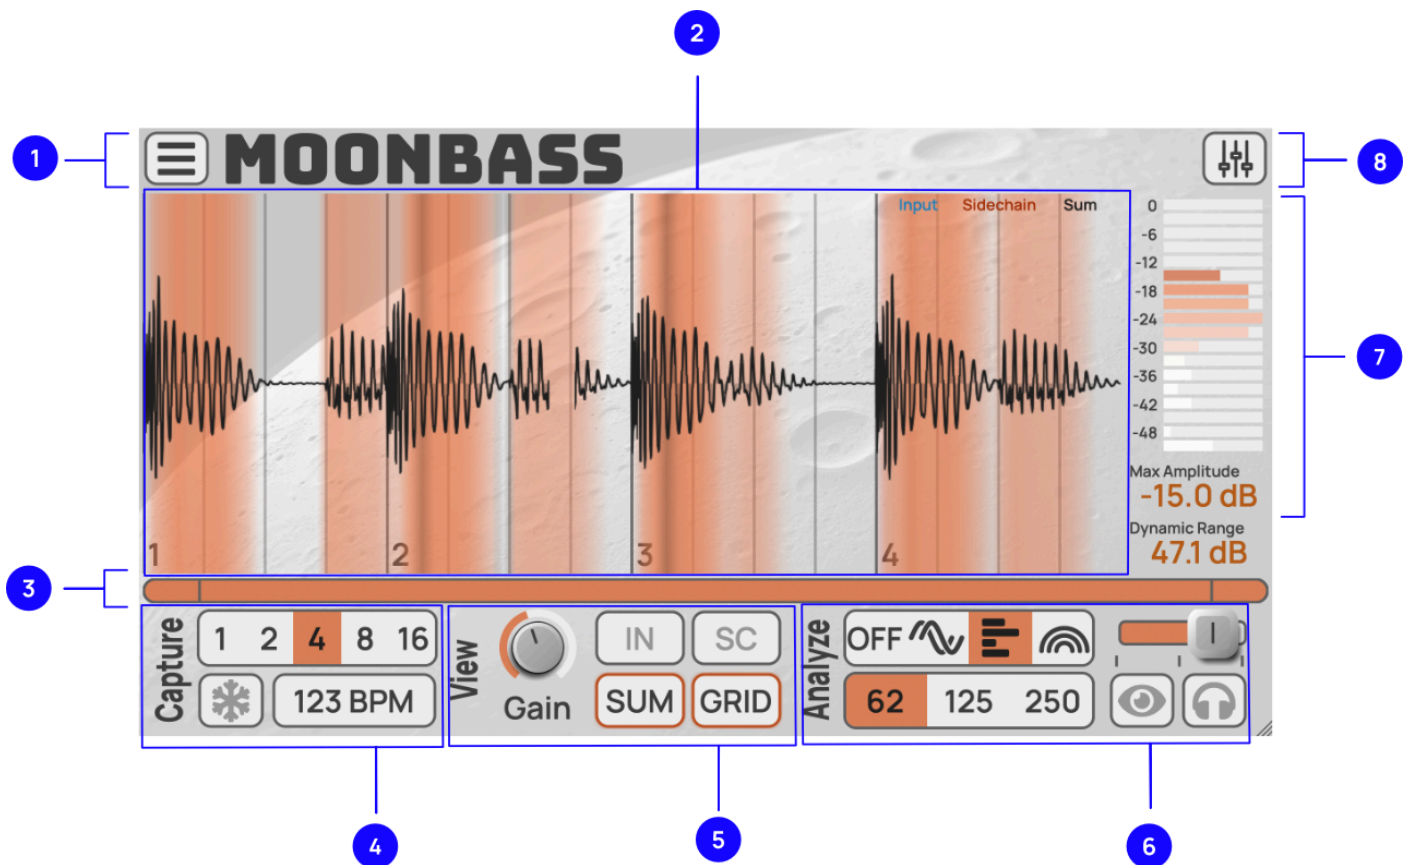 2
1
MOONBASS
8
Input Sidechain Sum
0
-6
-12
-18
-24
-30
-36
-42
-48
7
Max Amplitude
-15.0 dB
Dynamic Range
47.1 dB
1 2 3 4
3
Capture
1 2 4 8 16
123 BPM
View
Gain
IN SC
SUM GRID
Analyze
OFF
62 125 250
4
5
6